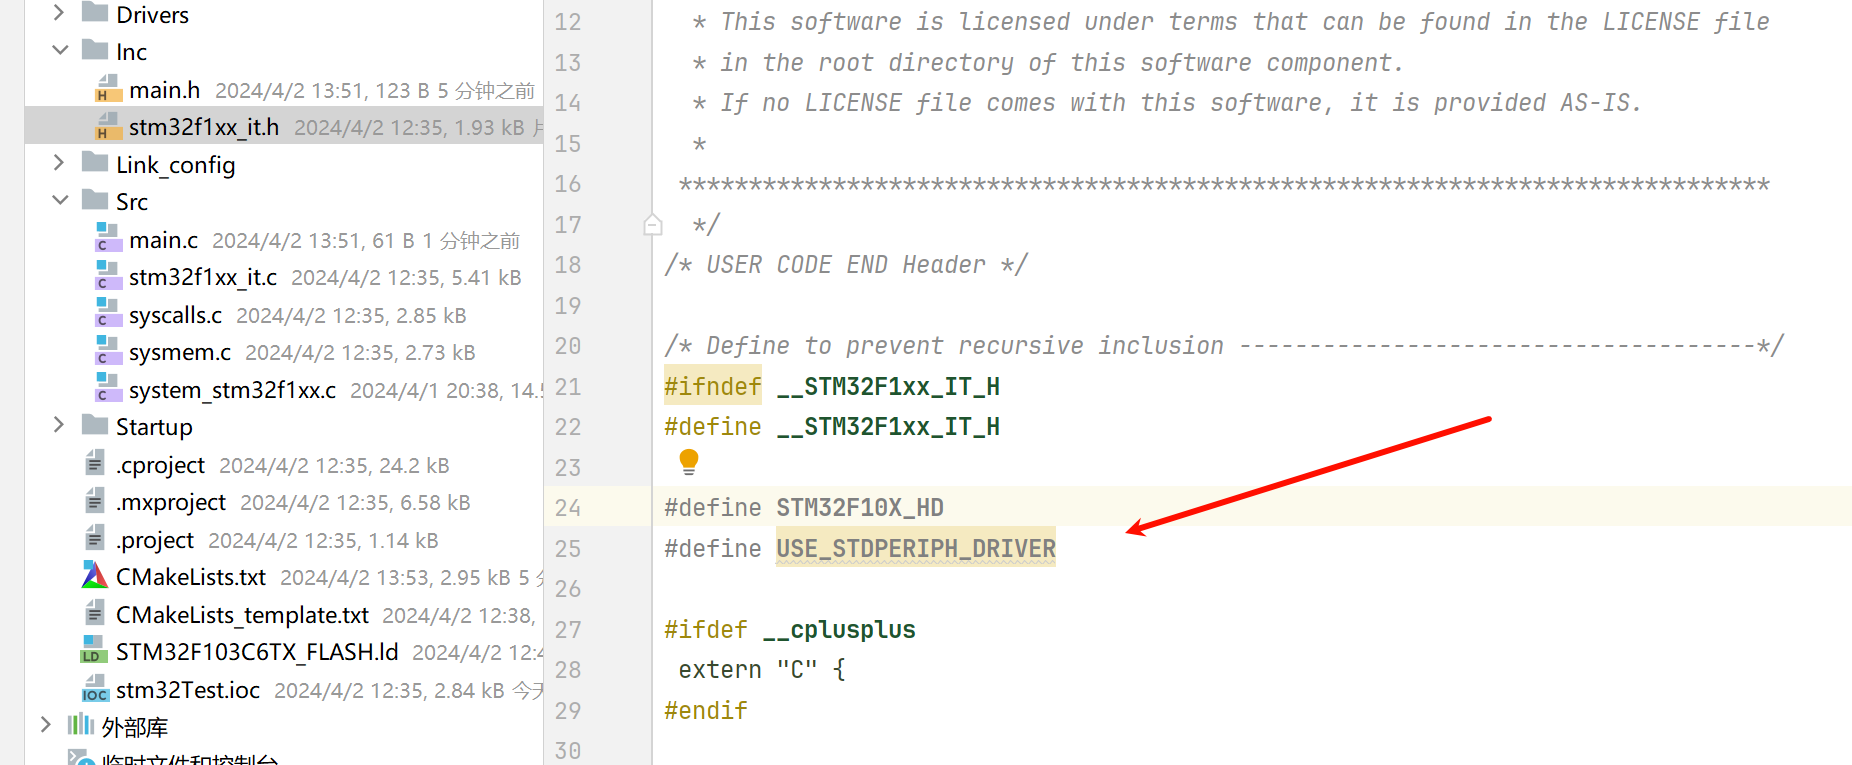 Drivers
Inc
main.h 2024/4/2 13:51, 123 B 5 分钟之前
stm32f1xx_it.h 2024/4/2 12:35, 1.93 kB
Link_config
Src
main.c 2024/4/2 13:51, 61 B 1 分钟之前
stm32f1xx_it.c 2024/4/2 12:35, 5.41 kB
syscalls.c 2024/4/2 12:35, 2.85 kB
sysmem.c 2024/4/2 12:35, 2.73 kB
system_stm32f1xx.c 2024/4/1 20:38, 14.5
Startup
.cproject 2024/4/2 12:35, 24.2 kB
.mxproject 2024/4/2 12:35, 6.58 kB
.project 2024/4/2 12:35, 1.14 kB
CMakeLists.txt 2024/4/2 13:53, 2.95 kB 5
CMakeLists_template.txt 2024/4/2 12:38,
STM32F103C6TX_FLASH.ld 2024/4/2 12:4
stm32Test.ioc 2024/4/2 12:35, 2.84 kB 今天
外部库
临时文件和控制台
12 * This software is licensed under terms that can be found in the LICENSE file
13 * in the root directory of this software component.
14 * If no LICENSE file comes with this software, it is provided AS-IS.
15 *
16 ******************************************************************************
17 */
18 /* USER CODE END Header */
19
20 /* Define to prevent recursive inclusion -------------------------------------*/
21 #ifndef __STM32F1xx_IT_H
22 #define __STM32F1xx_IT_H
23
24 #define STM32F10X_HD
25 #define USE_STDPERIPH_DRIVER
26
27 #ifdef __cplusplus
28 extern "C" {
29 #endif
30